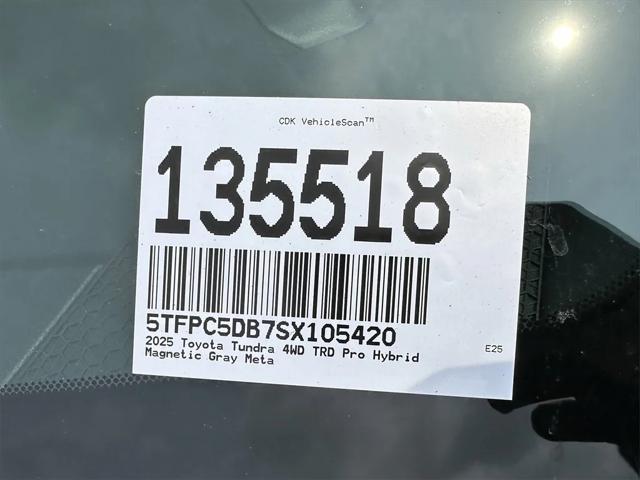 CDK VehicleScan™
135518
5TFPC5DB7SX105420
2025 Toyota Tundra 4WD TRD Pro Hybrid
Magnetic Gray Meta
E25